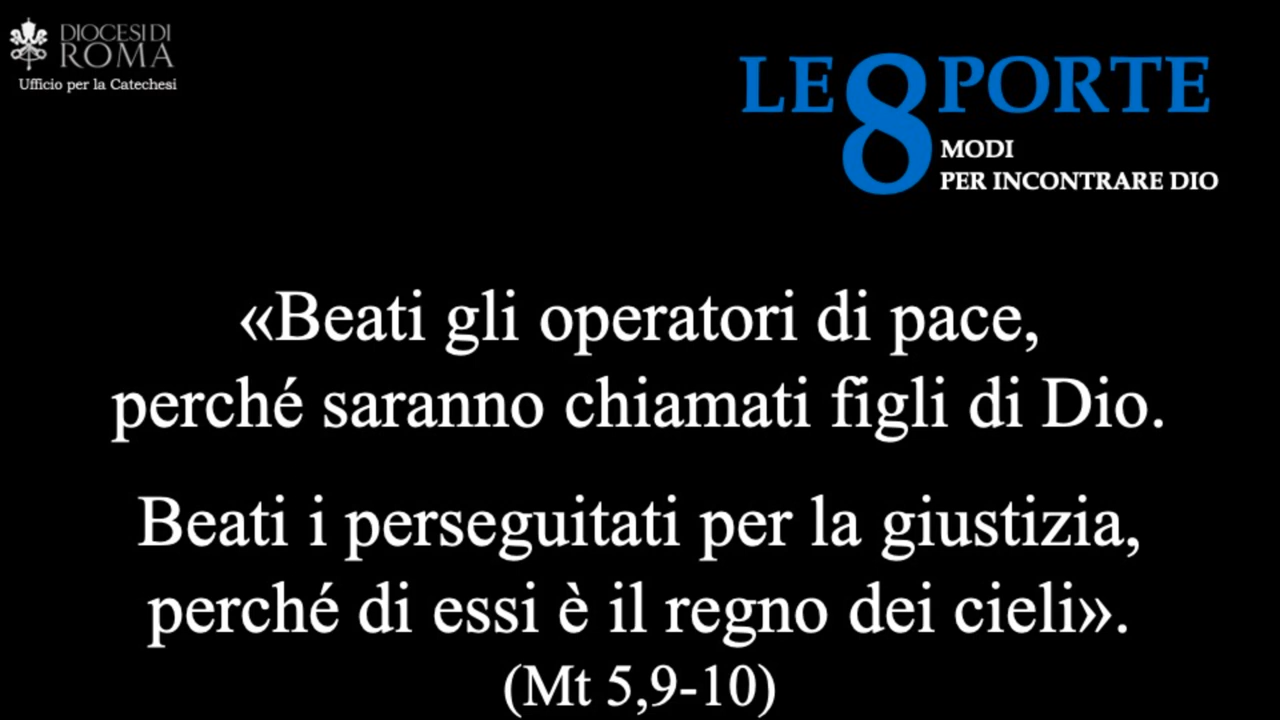 DIOCESI DI
ROMA
Ufficio per la Catechesi
LE 8 PORTE
MODI
PER INCONTRARE DIO
«Beati gli operatori di pace,
perché saranno chiamati figli di Dio.
Beati i perseguitati per la giustizia,
perché di essi è il regno dei cieli».
(Mt 5,9-10)